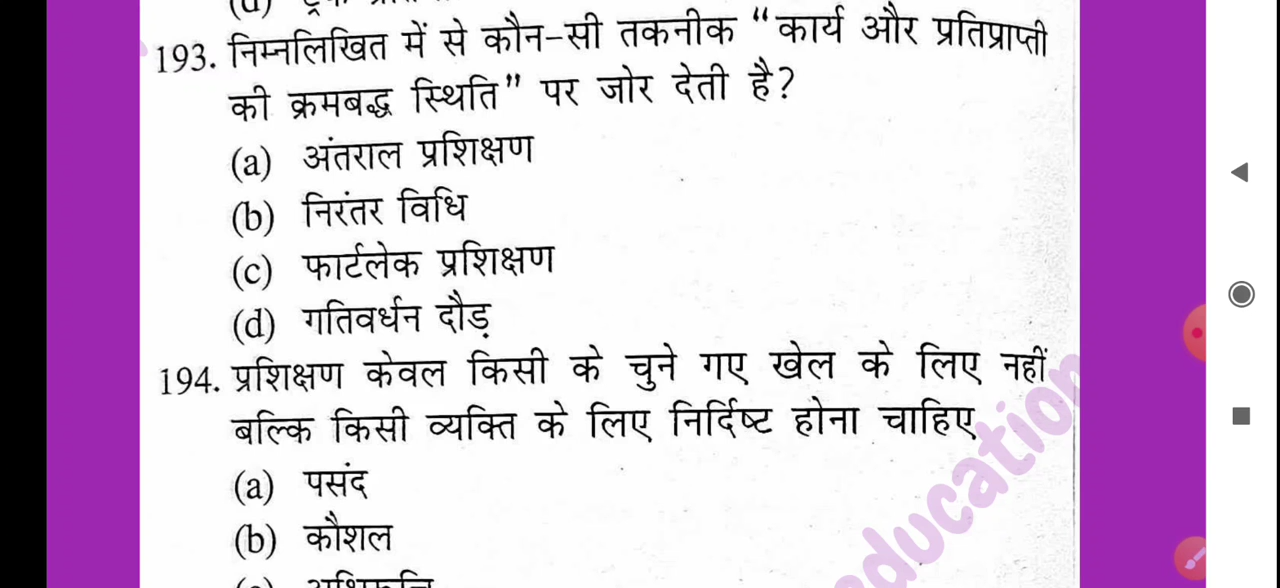 193. निम्नलिखित में से कौन-सी तकनीक “कार्य और प्रतिप्राप्ती
की क्रमबद्ध स्थिति” पर जोर देती है?
(a) अंतराल प्रशिक्षण
(b) निरंतर विधि
(c) फार्टलेक प्रशिक्षण
(d) गतिवर्धन दौड़
194. प्रशिक्षण केवल किसी के चुने गए खेल के लिए नहीं
बल्कि किसी व्यक्ति के लिए निर्दिष्ट होना चाहिए
(a) पसंद
(b) कौशल
education